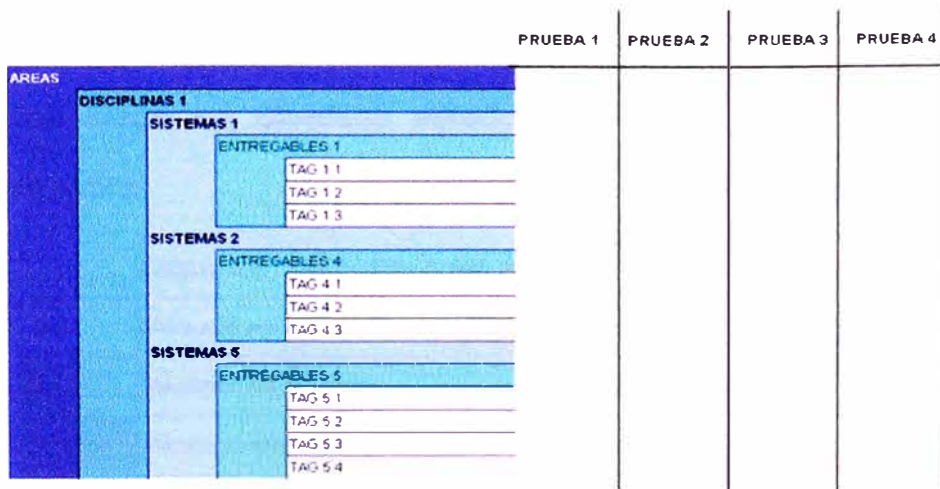 PRUEBA 1 PRUEBA 2 PRUEBA 3 PRUEBA 4
AREAS
DISCIPLINAS 1
SISTEMAS 1
ENTREGABLES 1
TAG 1 1
TAG 1 2
TAG 1 3
SISTEMAS 2
ENTREGABLES 4
TAG 4 1
TAG 4 2
TAG 4 3
SISTEMAS 5
ENTREGABLES 5
TAG 5 1
TAG 5 2
TAG 5 3
TAG 5 4